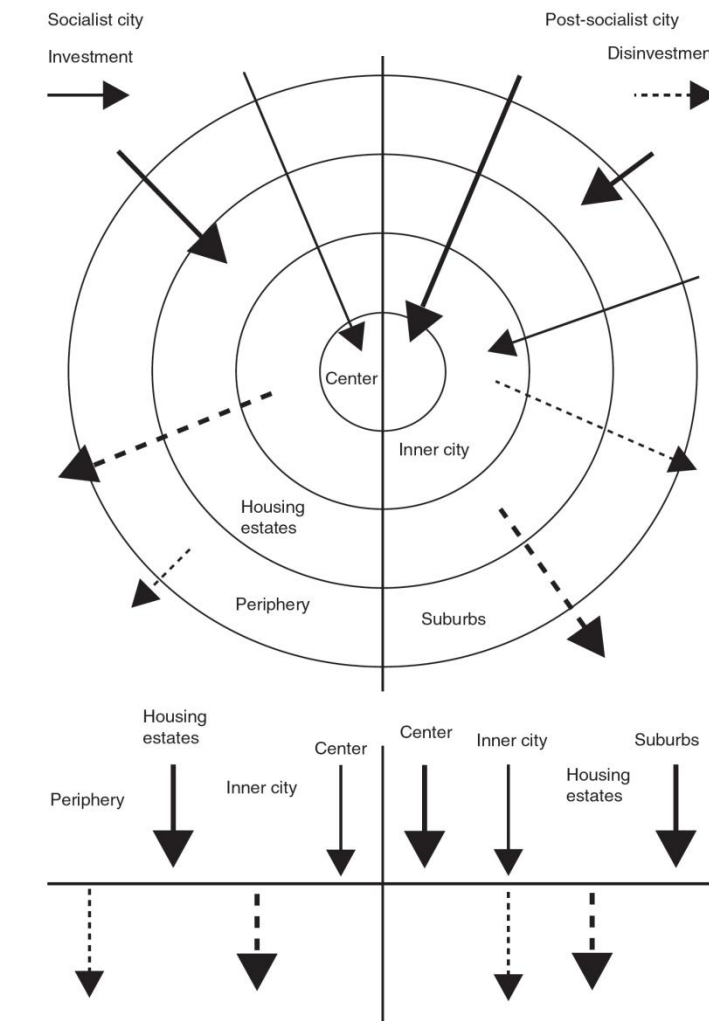 Socialist city
Post-socialist city
Investment
Disinvestment
Center
Inner city
Housing
estates
Periphery
Suburbs
Housing
estates
Center
Center
Inner city
Suburbs
Periphery
Inner city
Housing
estates